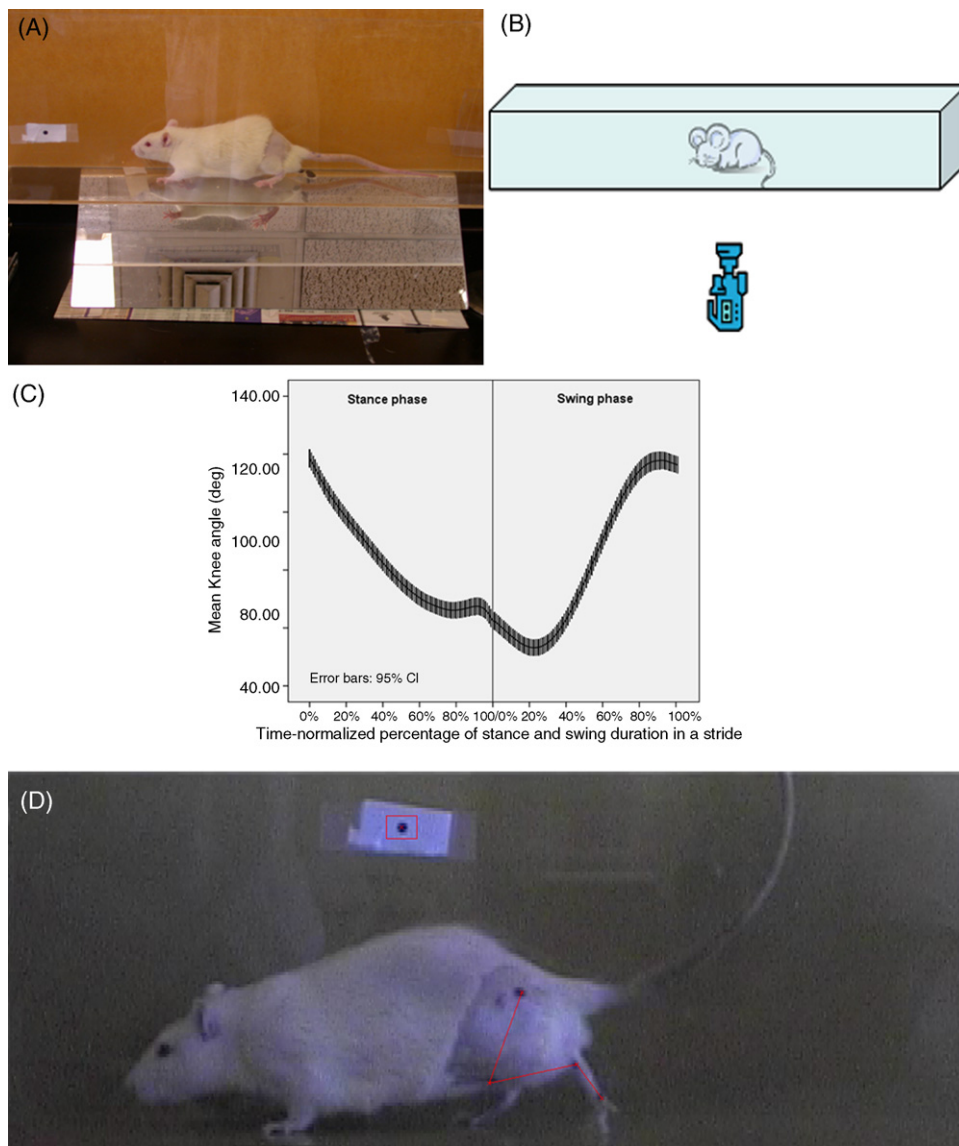 (A)
(B)
(C)
140.00
120.00
100.00
80.00
40.00
Mean Knee angle (deg)
Stance phase
Swing phase
Error bars: 95% CI
0% 20% 40% 60% 80% 100/0% 20% 40% 60% 80% 100%
Time-normalized percentage of stance and swing duration in a stride
(D)